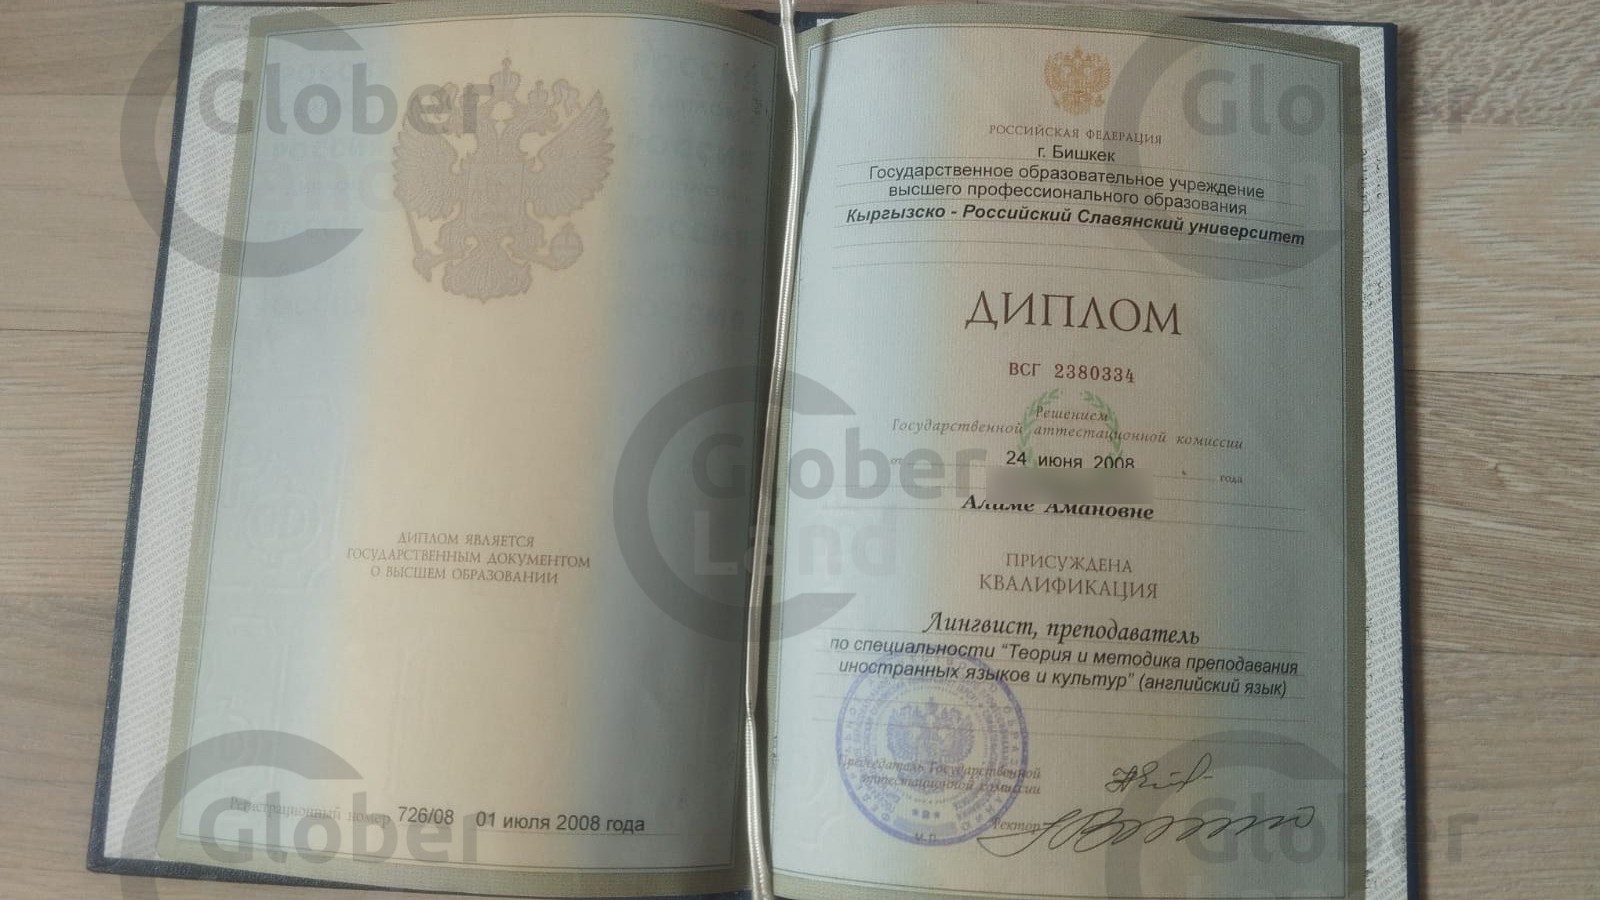 ДИПЛОМ ЯВЛЯЕТСЯ
ГОСУДАРСТВЕННЫМ ДОКУМЕНТОМ
О ВЫСШЕМ ОБРАЗОВАНИИ
Регистрационный номер 726/08 01 июля 2008 года
РОССИЙСКАЯ ФЕДЕРАЦИЯ
г. Бишкек
Государственное образовательное учреждение
высшего профессионального образования
Кыргызско - Российский Славянский университет
ДИПЛОМ
ВСГ 2380334
Решением
Государственной аттестационной комиссии
от 24 июня 2008 года
Алиме Амановне
ПРИСУЖДЕНА
КВАЛИФИКАЦИЯ
Лингвист, преподаватель
по специальности “Теория и методика преподавания
иностранных языков и культур” (английский язык)
Председатель Государственной
аттестационной комиссии
Ректор
М.П.
Glober
Glober
Glober
Land
Glober
Glober